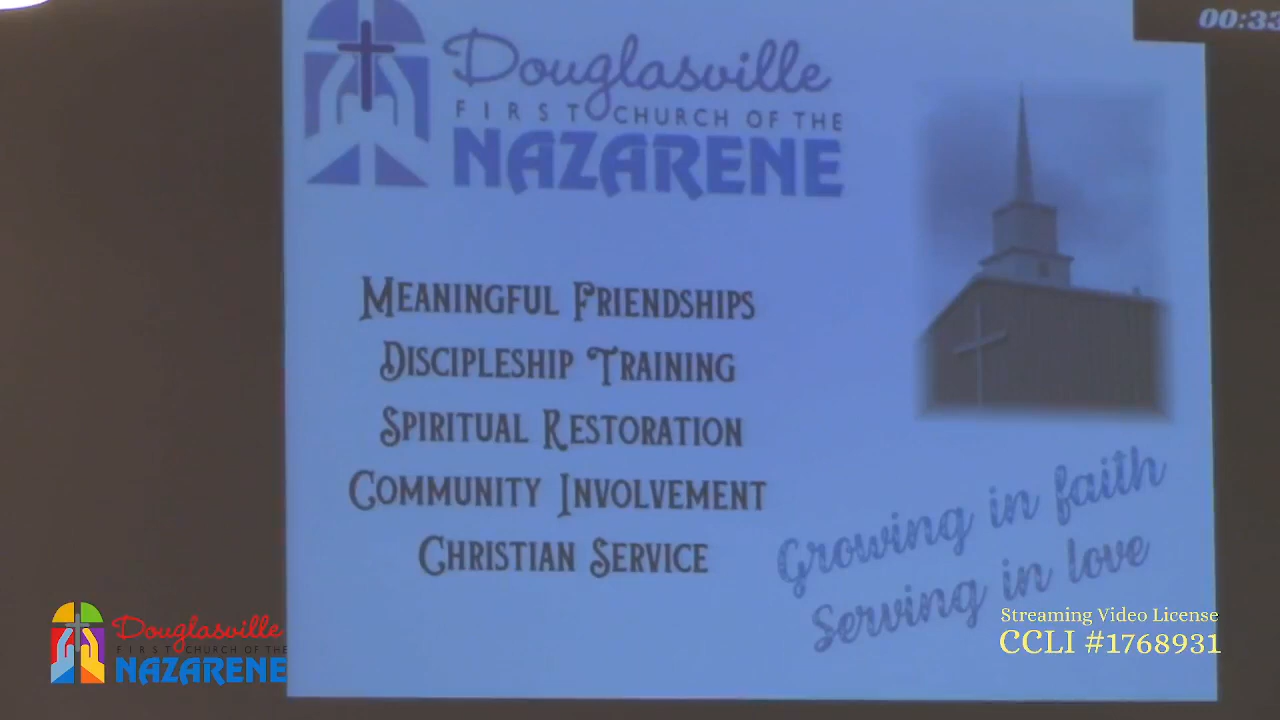 00:33
Douglasville
FIRST CHURCH OF THE
NAZARENE
MEANINGFUL FRIENDSHIPS
DISCIPLESHIP TRAINING
SPIRITUAL RESTORATION
COMMUNITY INVOLVEMENT
CHRISTIAN SERVICE
Growing in faith
Serving in love
Streaming Video License
CCLI #1768931
Douglasville
FIRST CHURCH OF THE
NAZARENE